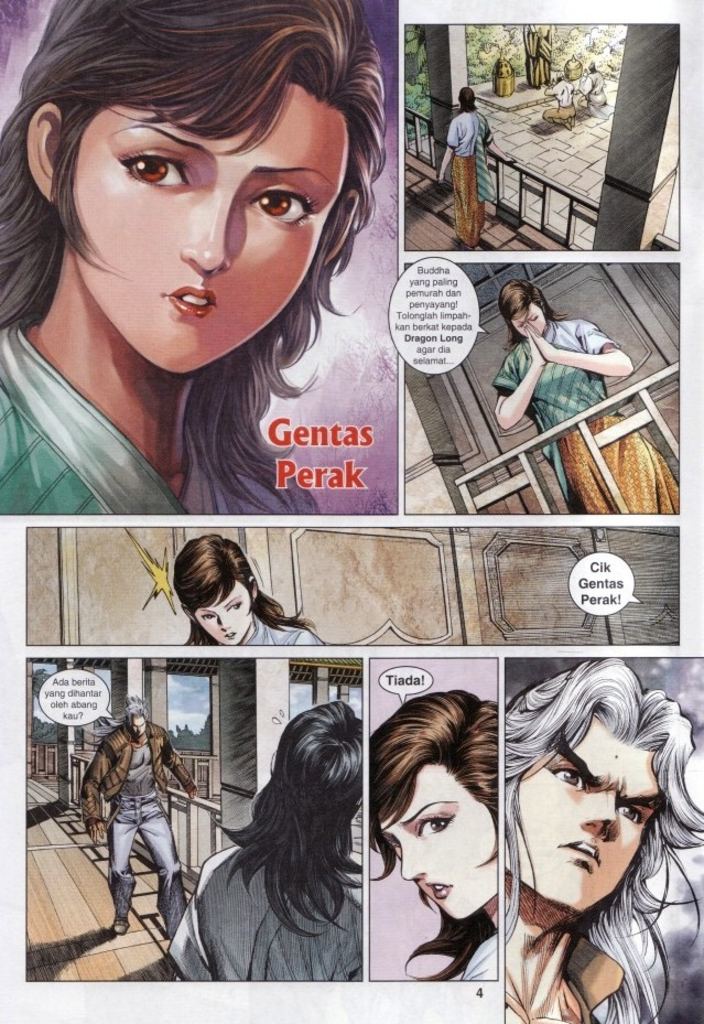 Gentas
Perak
Buddha
yang paling
pemurah dan
penyayang!
Tolonglah limpah-
kan berkat kepada
Dragon Long
agar dia
selamat...
Cik
Gentas
Perak!
Ada berita
yang dihantar
oleh abang
kau?
Tiada!
4